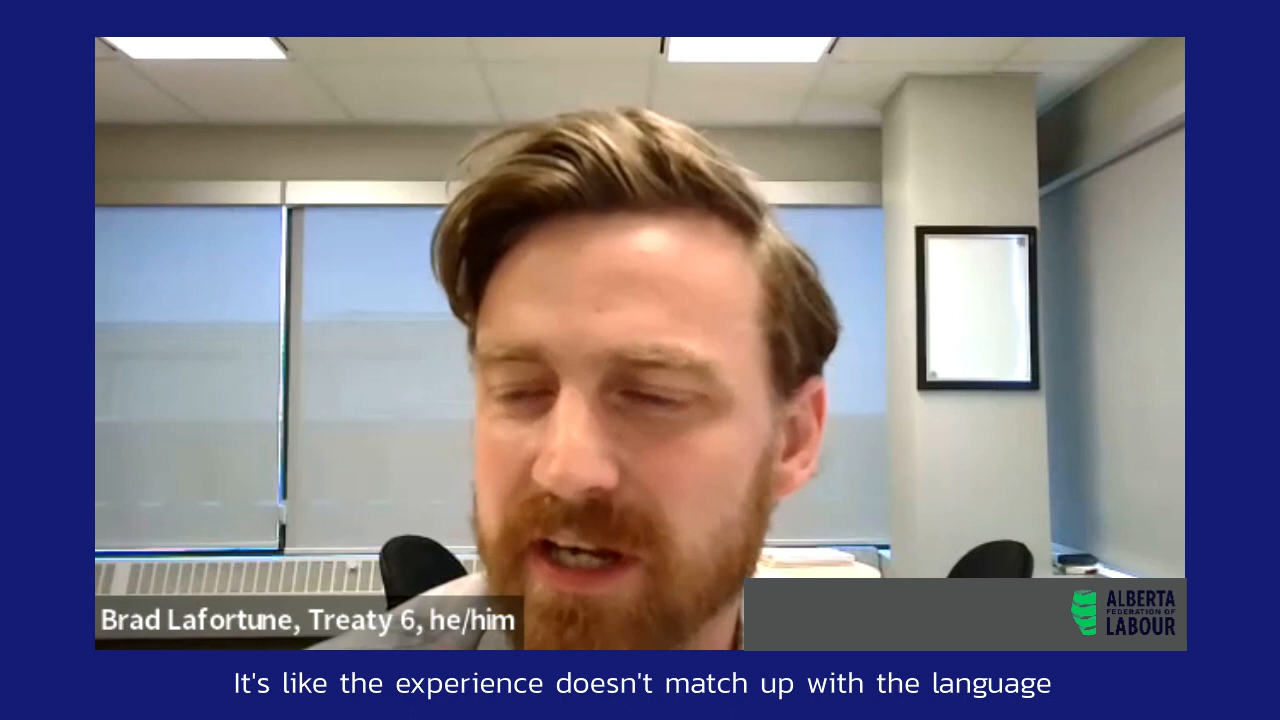 Brad Lafortune, Treaty 6, he/him
ALBERTA
FEDERATION OF
LABOUR
It's like the experience doesn't match up with the language